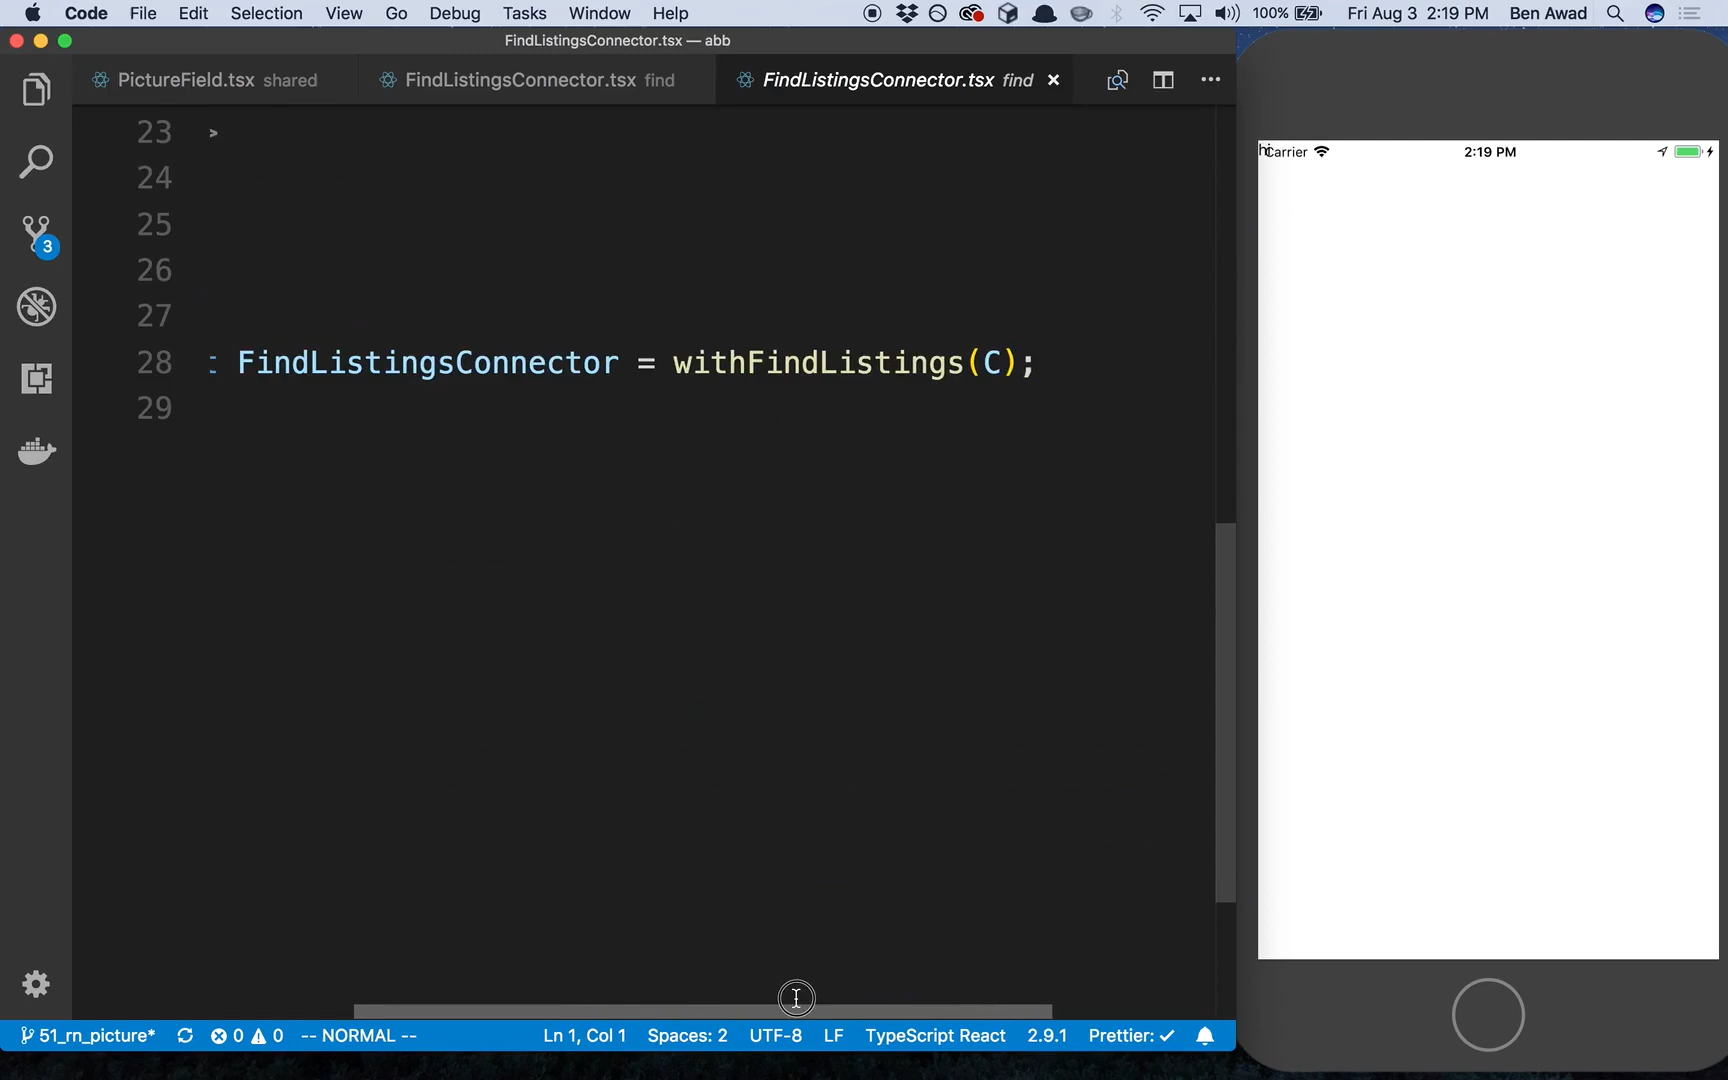 Code File Edit Selection View Go Debug Tasks Window Help 100% Fri Aug 3 2:19 PM Ben Awad
FindListingsConnector.tsx — abb
PictureField.tsx shared FindListingsConnector.tsx find FindListingsConnector.tsx find
23 >
24
25
26
27
28 FindListingsConnector = withFindListings(C);
29
3
hi
Carrier 2:19 PM
51_rn_picture* 0 0 -- NORMAL -- Ln 1, Col 1 Spaces: 2 UTF-8 LF TypeScript React 2.9.1 Prettier: ✓